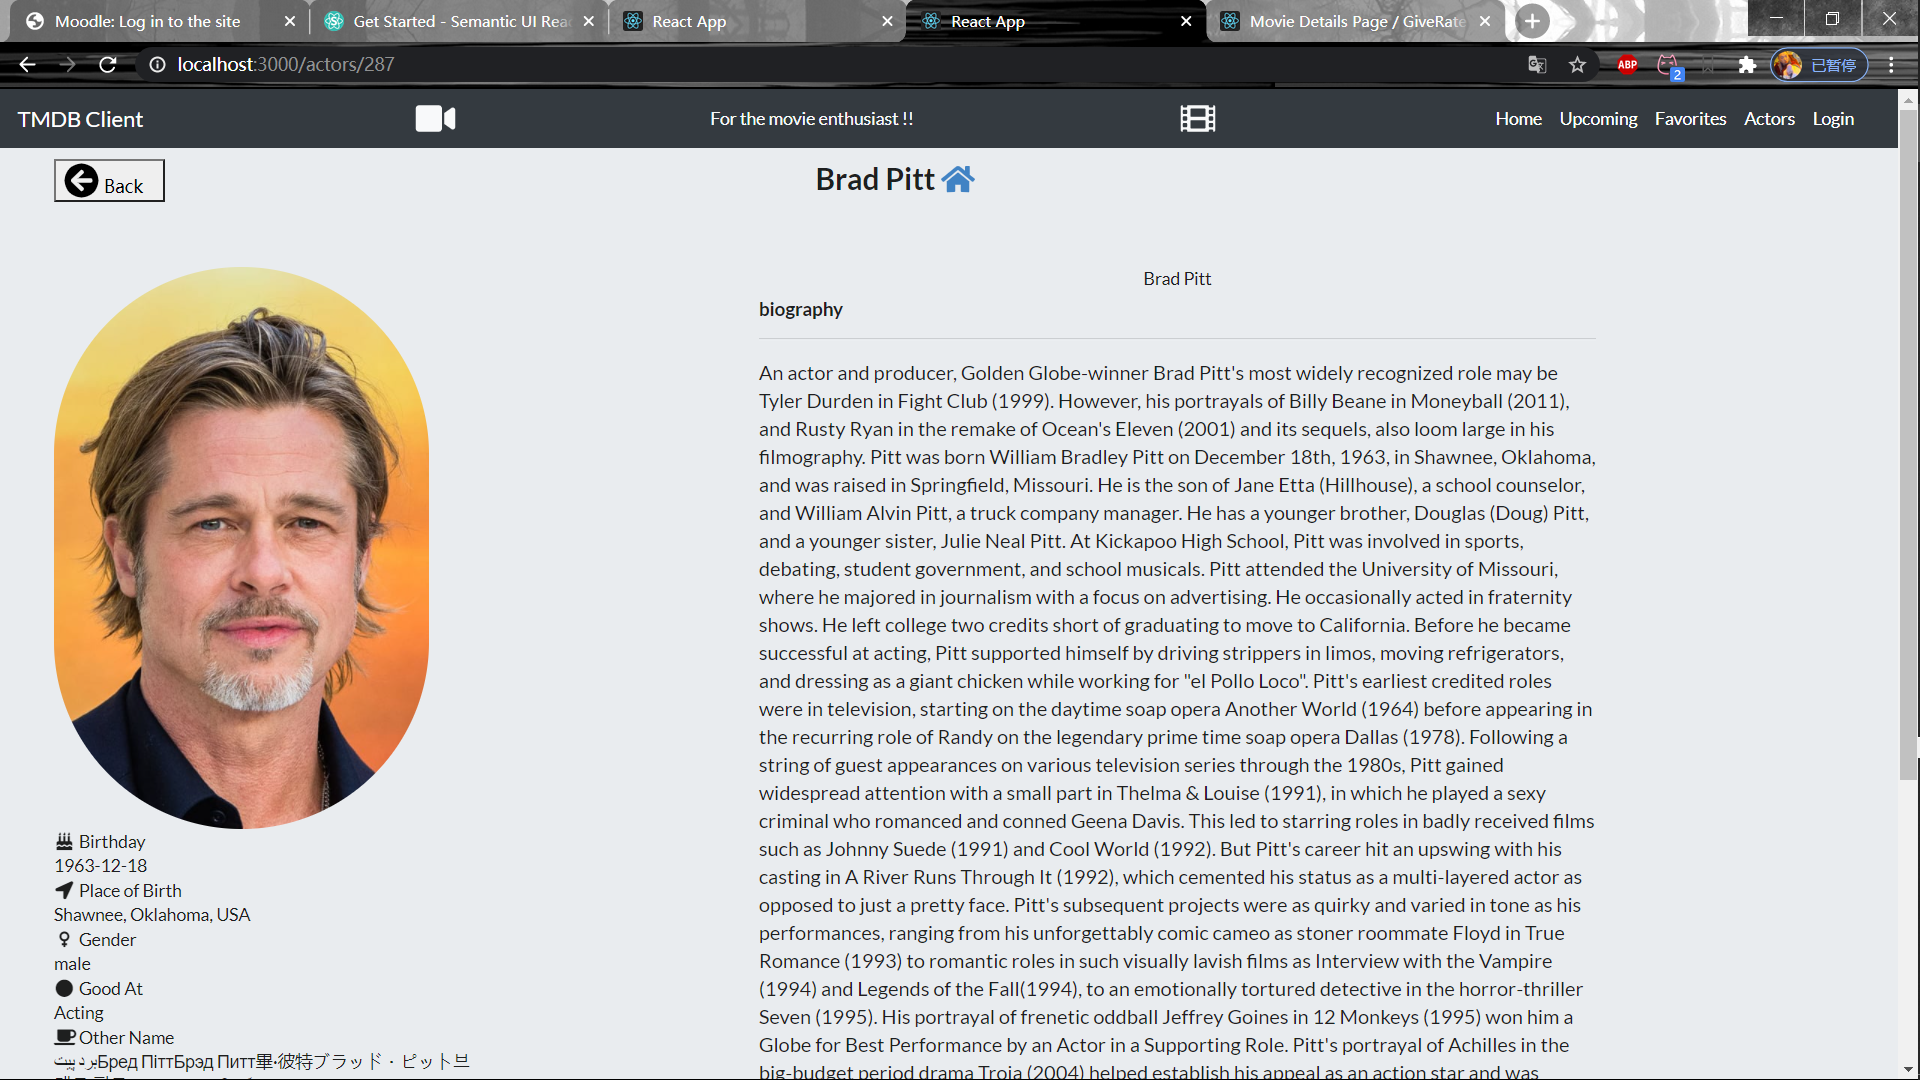 Moodle: Log in to the site
Get Started - Semantic UI Rea
React App
React App
Movie Details Page / GiveRate
localhost:3000/actors/287
ABP
2
已暂停
TMDB Client
For the movie enthusiast !!
Home Upcoming Favorites Actors Login
Back
Brad Pitt
Birthday
1963-12-18
Place of Birth
Shawnee, Oklahoma, USA
Gender
male
Good At
Acting
Other Name
برد پیتБред ПіттБрэд Питт畢·彼特ブラッド・ピット브
Brad Pitt
biography
An actor and producer, Golden Globe-winner Brad Pitt's most widely recognized role may be
Tyler Durden in Fight Club (1999). However, his portrayals of Billy Beane in Moneyball (2011),
and Rusty Ryan in the remake of Ocean's Eleven (2001) and its sequels, also loom large in his
filmography. Pitt was born William Bradley Pitt on December 18th, 1963, in Shawnee, Oklahoma,
and was raised in Springfield, Missouri. He is the son of Jane Etta (Hillhouse), a school counselor,
and William Alvin Pitt, a truck company manager. He has a younger brother, Douglas (Doug) Pitt,
and a younger sister, Julie Neal Pitt. At Kickapoo High School, Pitt was involved in sports,
debating, student government, and school musicals. Pitt attended the University of Missouri,
where he majored in journalism with a focus on advertising. He occasionally acted in fraternity
shows. He left college two credits short of graduating to move to California. Before he became
successful at acting, Pitt supported himself by driving strippers in limos, moving refrigerators,
and dressing as a giant chicken while working for "el Pollo Loco". Pitt's earliest credited roles
were in television, starting on the daytime soap opera Another World (1964) before appearing in
the recurring role of Randy on the legendary prime time soap opera Dallas (1978). Following a
string of guest appearances on various television series through the 1980s, Pitt gained
widespread attention with a small part in Thelma & Louise (1991), in which he played a sexy
criminal who romanced and conned Geena Davis. This led to starring roles in badly received films
such as Johnny Suede (1991) and Cool World (1992). But Pitt's career hit an upswing with his
casting in A River Runs Through It (1992), which cemented his status as a multi-layered actor as
opposed to just a pretty face. Pitt's subsequent projects were as quirky and varied in tone as his
performances, ranging from his unforgettably comic cameo as stoner roommate Floyd in True
Romance (1993) to romantic roles in such visually lavish films as Interview with the Vampire
(1994) and Legends of the Fall(1994), to an emotionally tortured detective in the horror-thriller
Seven (1995). His portrayal of frenetic oddball Jeffrey Goines in 12 Monkeys (1995) won him a
Globe for Best Performance by an Actor in a Supporting Role. Pitt's portrayal of Achilles in the
big-budget period drama Troja (2004) helped establish his appeal as an action star and was